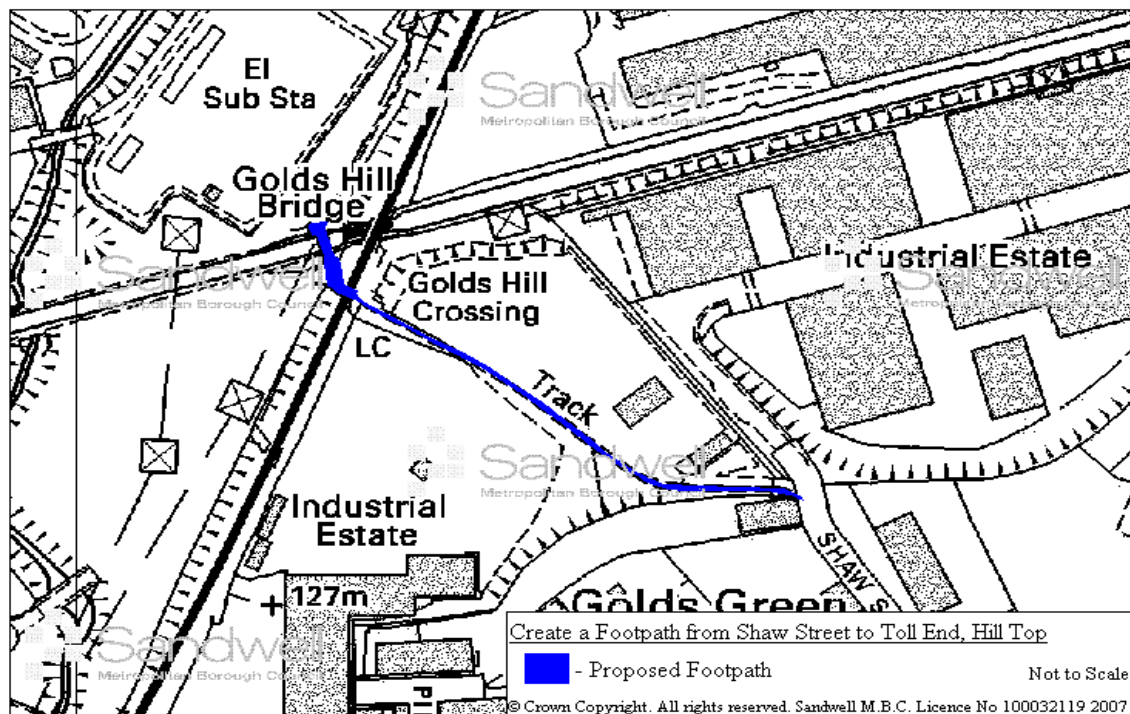 El
Sub Sta
Sandwell
Metropolitan Borough Council
Golds Hill
Bridge
Industrial Estate
Sandwell
Metropolitan Borough Council
Golds Hill
Crossing
Sandwell
Metropolitan Borough Council
LC
Track
Sandwell
Metropolitan Borough Council
Industrial
Estate
SHAW S
127m
Golds Green
Sandwell
Metropolitan Borough Council
Create a Footpath from Shaw Street to Toll End, Hill Top
- Proposed Footpath
Not to Scale
© Crown Copyright. All rights reserved. Sandwell M.B.C. Licence No 100032119 2007